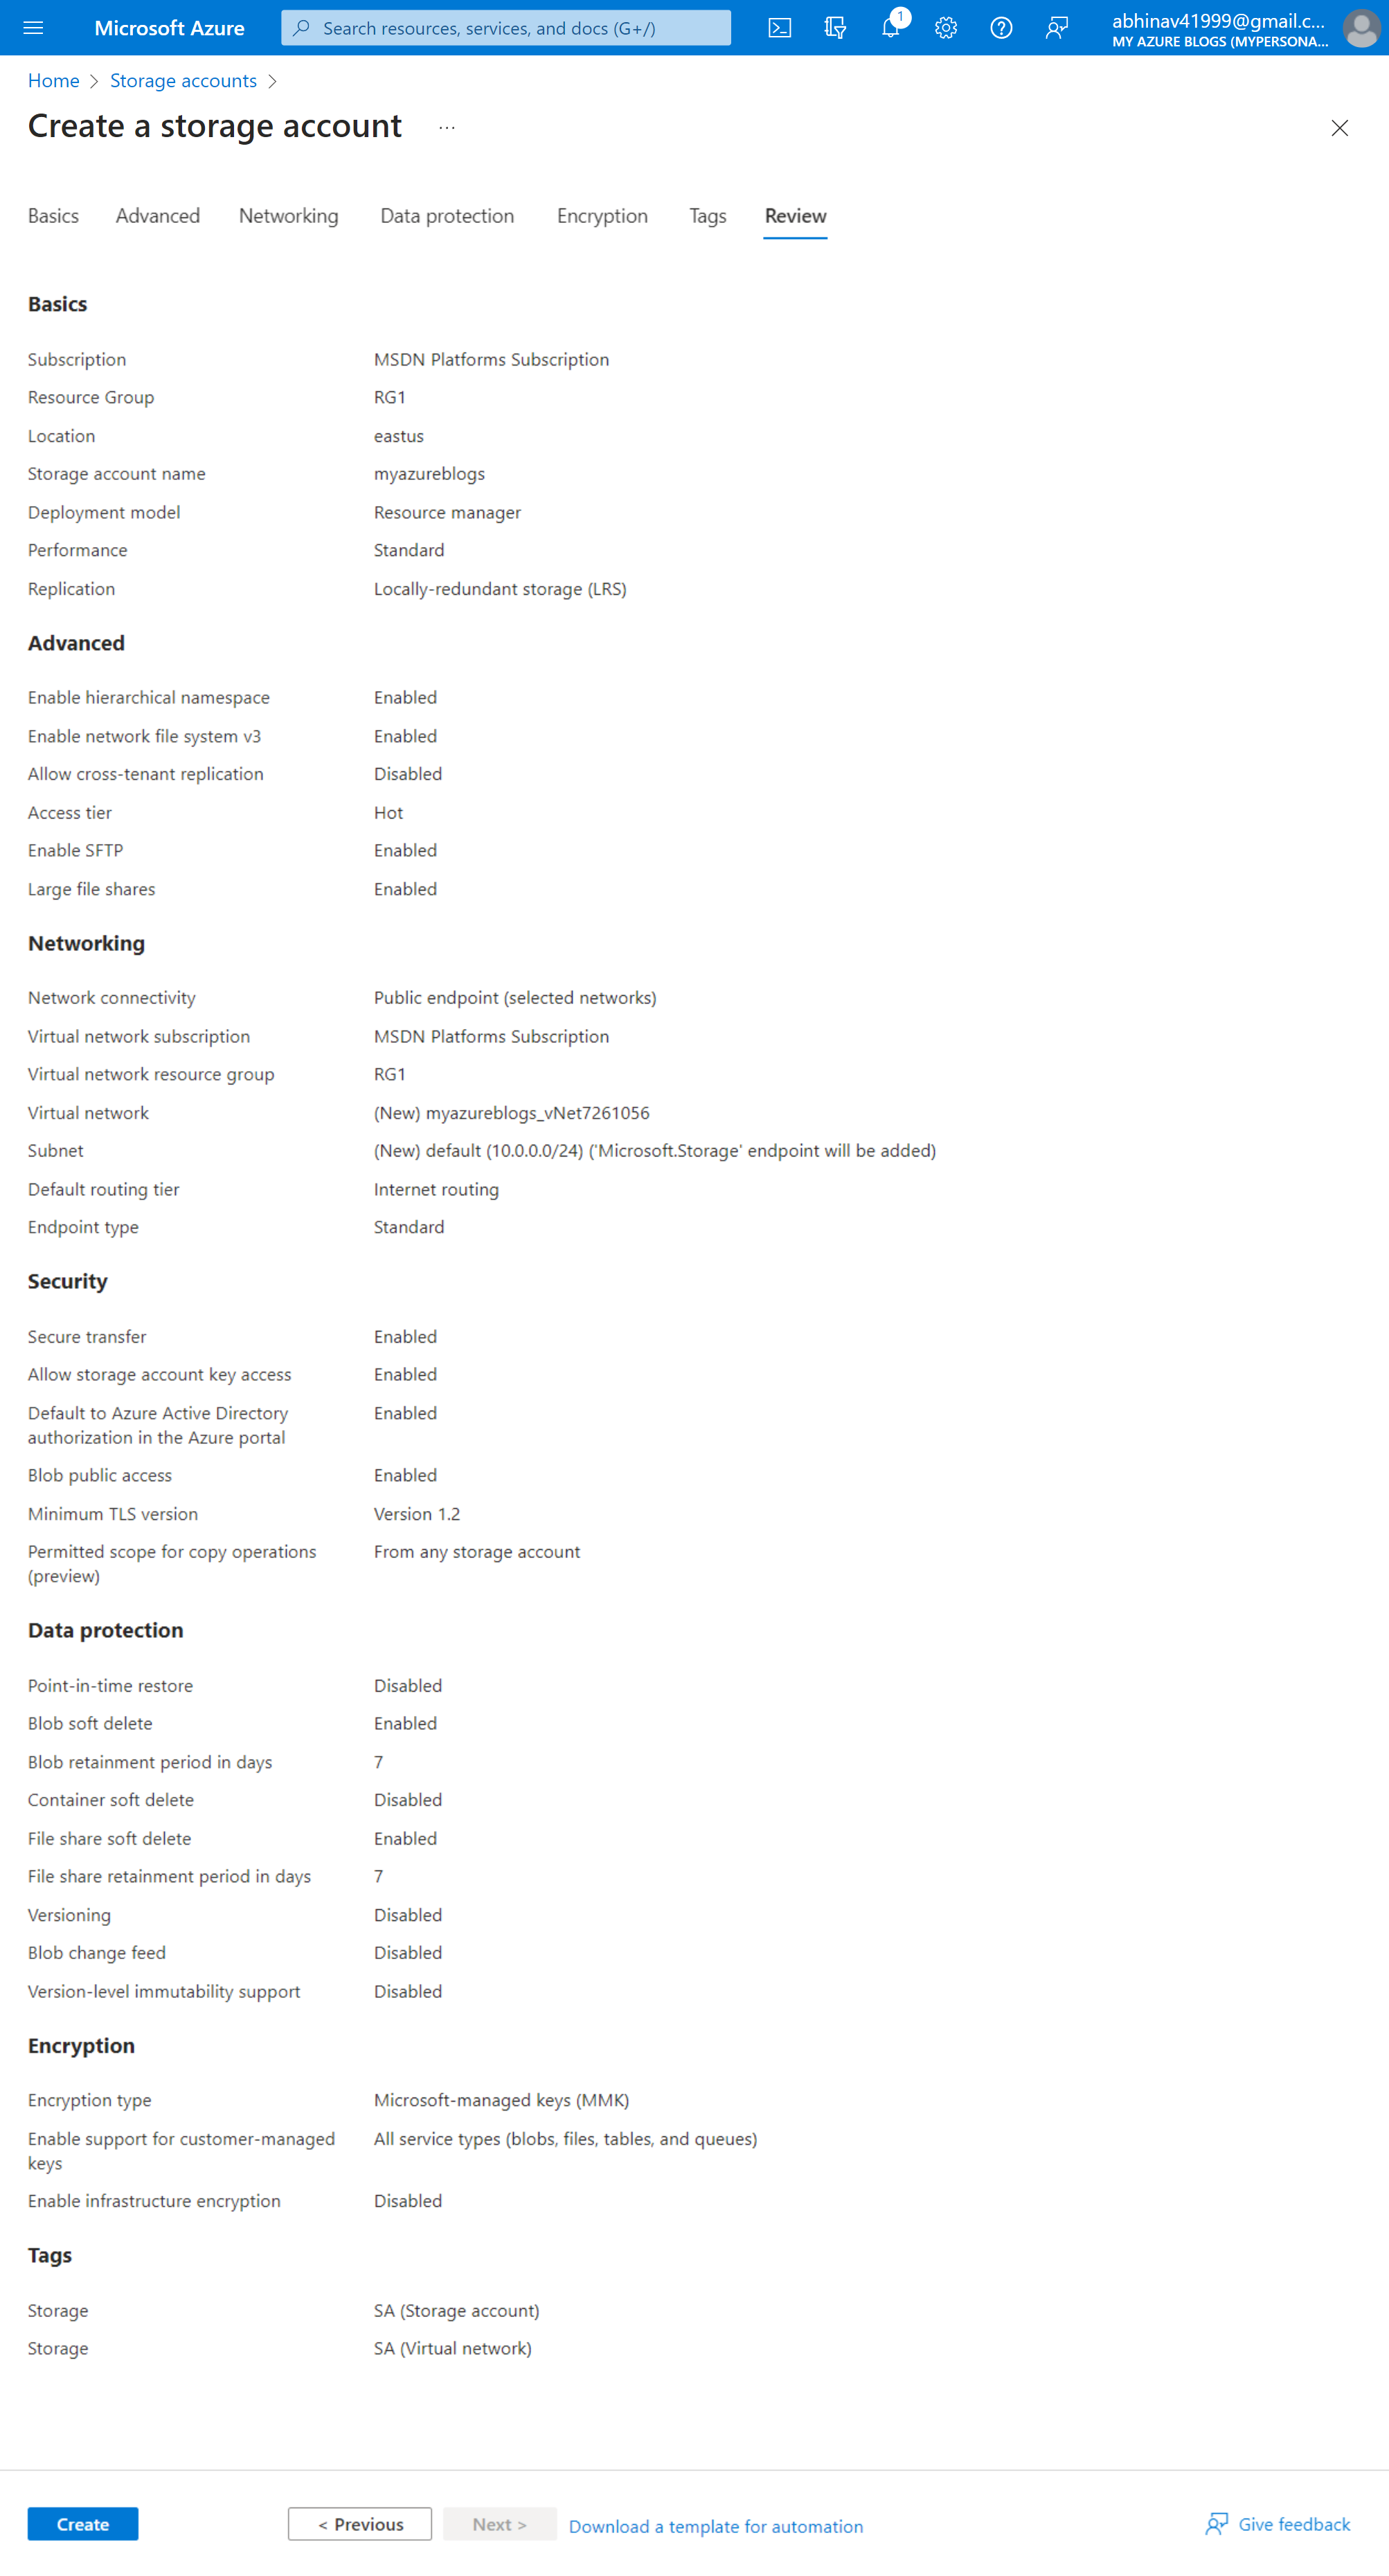 Microsoft Azure
Search resources, services, and docs (G+/)
1
abhinav41999@gmail.c...
MY AZURE BLOGS (MYPERSONA...
Home > Storage accounts >
Create a storage account ...
Basics Advanced Networking Data protection Encryption Tags Review
Basics
Subscription MSDN Platforms Subscription
Resource Group RG1
Location eastus
Storage account name myazureblogs
Deployment model Resource manager
Performance Standard
Replication Locally-redundant storage (LRS)
Advanced
Enable hierarchical namespace Enabled
Enable network file system v3 Enabled
Allow cross-tenant replication Disabled
Access tier Hot
Enable SFTP Enabled
Large file shares Enabled
Networking
Network connectivity Public endpoint (selected networks)
Virtual network subscription MSDN Platforms Subscription
Virtual network resource group RG1
Virtual network (New) myazureblogs_vNet7261056
Subnet (New) default (10.0.0.0/24) ('Microsoft.Storage' endpoint will be added)
Default routing tier Internet routing
Endpoint type Standard
Security
Secure transfer Enabled
Allow storage account key access Enabled
Default to Azure Active Directory Enabled
authorization in the Azure portal
Blob public access Enabled
Minimum TLS version Version 1.2
Permitted scope for copy operations From any storage account
(preview)
Data protection
Point-in-time restore Disabled
Blob soft delete Enabled
Blob retainment period in days 7
Container soft delete Disabled
File share soft delete Enabled
File share retainment period in days 7
Versioning Disabled
Blob change feed Disabled
Version-level immutability support Disabled
Encryption
Encryption type Microsoft-managed keys (MMK)
Enable support for customer-managed All service types (blobs, files, tables, and queues)
keys
Enable infrastructure encryption Disabled
Tags
Storage SA (Storage account)
Storage SA (Virtual network)
Create < Previous Next > Download a template for automation Give feedback